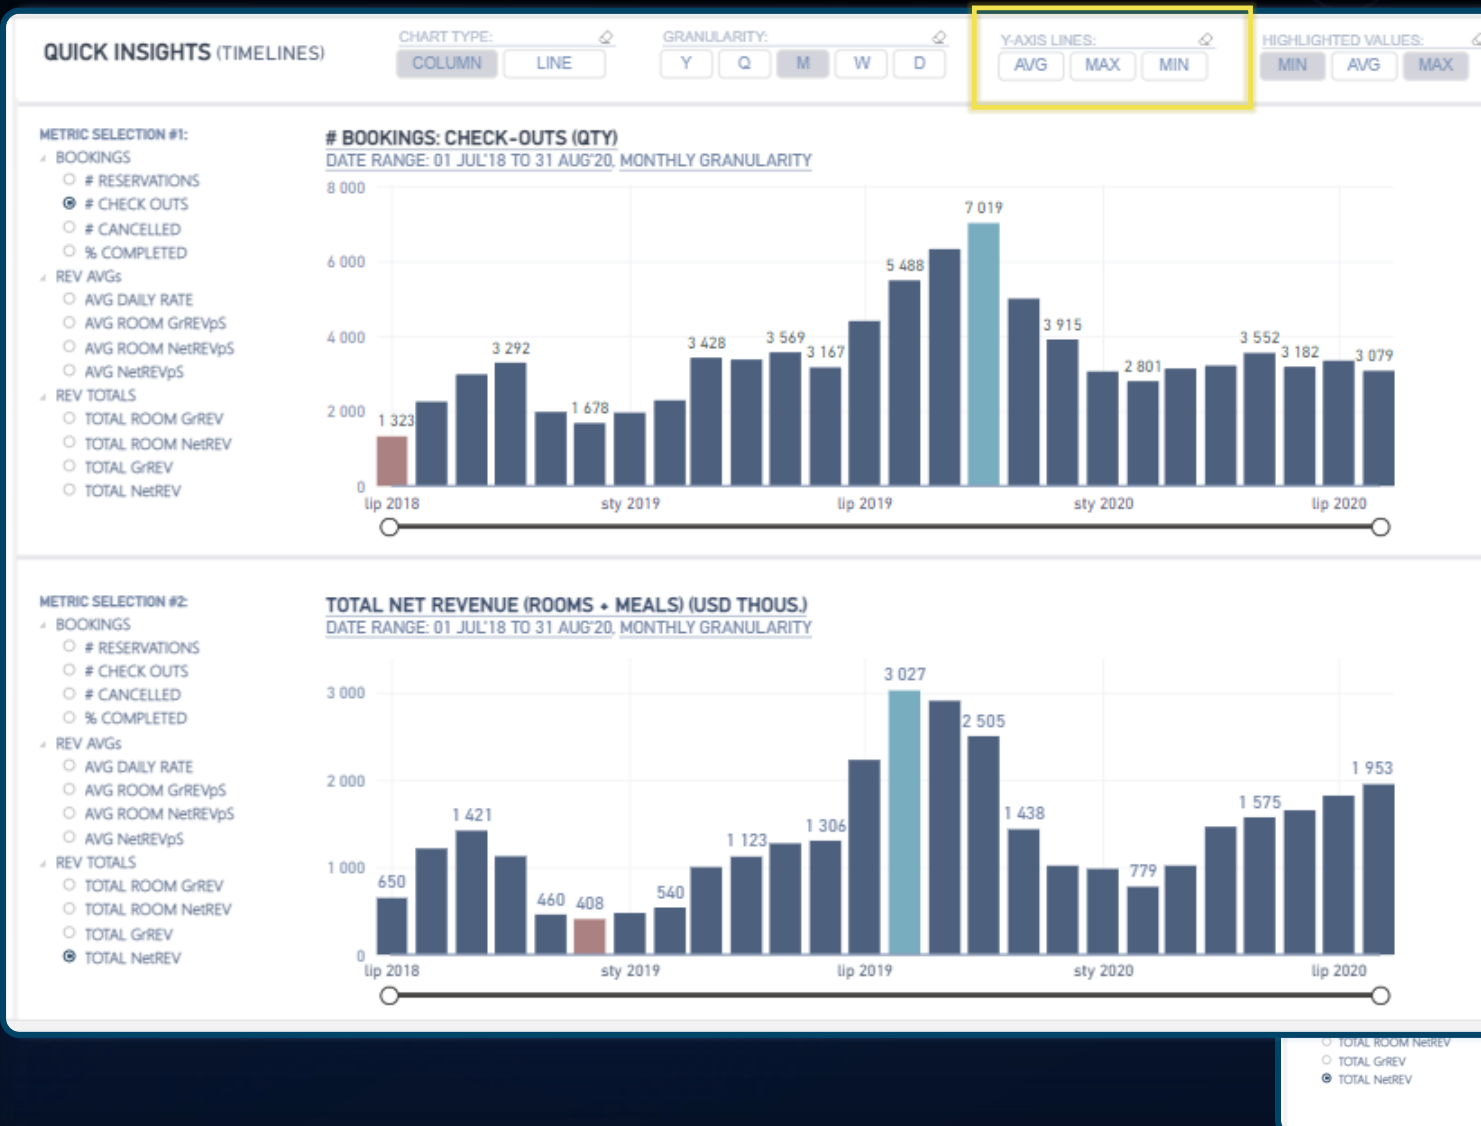 QUICK INSIGHTS (TIMELINES)
CHART TYPE:
COLUMN LINE
GRANULARITY:
Y Q M W D
Y-AXIS LINES:
AVG MAX MIN
HIGHLIGHTED VALUES:
MIN AVG MAX
METRIC SELECTION #1:
BOOKINGS
# RESERVATIONS
# CHECK OUTS
# CANCELLED
% COMPLETED
REV AVGs
AVG DAILY RATE
AVG ROOM GrREVpS
AVG ROOM NetREVpS
AVG NetREVpS
REV TOTALS
TOTAL ROOM GrREV
TOTAL ROOM NetREV
TOTAL GrREV
TOTAL NetREV
# BOOKINGS: CHECK-OUTS (QTY)
DATE RANGE: 01 JUL'18 TO 31 AUG'20, MONTHLY GRANULARITY
8 000
6 000
4 000
2 000
0
1 323
3 292
1 678
3 428
3 569
3 167
5 488
7 019
3 915
2 801
3 552
3 182
3 079
lip 2018 sty 2019 lip 2019 sty 2020 lip 2020
METRIC SELECTION #2:
BOOKINGS
# RESERVATIONS
# CHECK OUTS
# CANCELLED
% COMPLETED
REV AVGs
AVG DAILY RATE
AVG ROOM GrREVpS
AVG ROOM NetREVpS
AVG NetREVpS
REV TOTALS
TOTAL ROOM GrREV
TOTAL ROOM NetREV
TOTAL GrREV
TOTAL NetREV
TOTAL NET REVENUE (ROOMS + MEALS) (USD THOUS.)
DATE RANGE: 01 JUL'18 TO 31 AUG'20, MONTHLY GRANULARITY
3 000
2 000
1 000
0
650
1 421
460
408
540
1 123
1 306
3 027
2 505
1 438
779
1 575
1 953
lip 2018 sty 2019 lip 2019 sty 2020 lip 2020
TOTAL ROOM NetREV
TOTAL GrREV
TOTAL NetREV